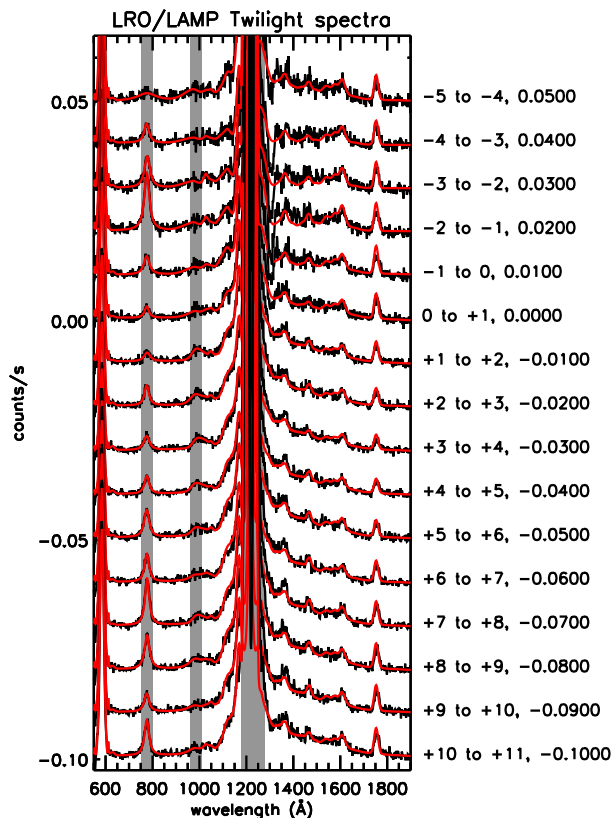 LRO/LAMP Twilight spectra
0.05
0.00
-0.05
-0.10
counts/s
600 800 1000 1200 1400 1600 1800
wavelength (Å)
-5 to -4, 0.0500
-4 to -3, 0.0400
-3 to -2, 0.0300
-2 to -1, 0.0200
-1 to 0, 0.0100
0 to +1, 0.0000
+1 to +2, -0.0100
+2 to +3, -0.0200
+3 to +4, -0.0300
+4 to +5, -0.0400
+5 to +6, -0.0500
+6 to +7, -0.0600
+7 to +8, -0.0700
+8 to +9, -0.0800
+9 to +10, -0.0900
+10 to +11, -0.1000